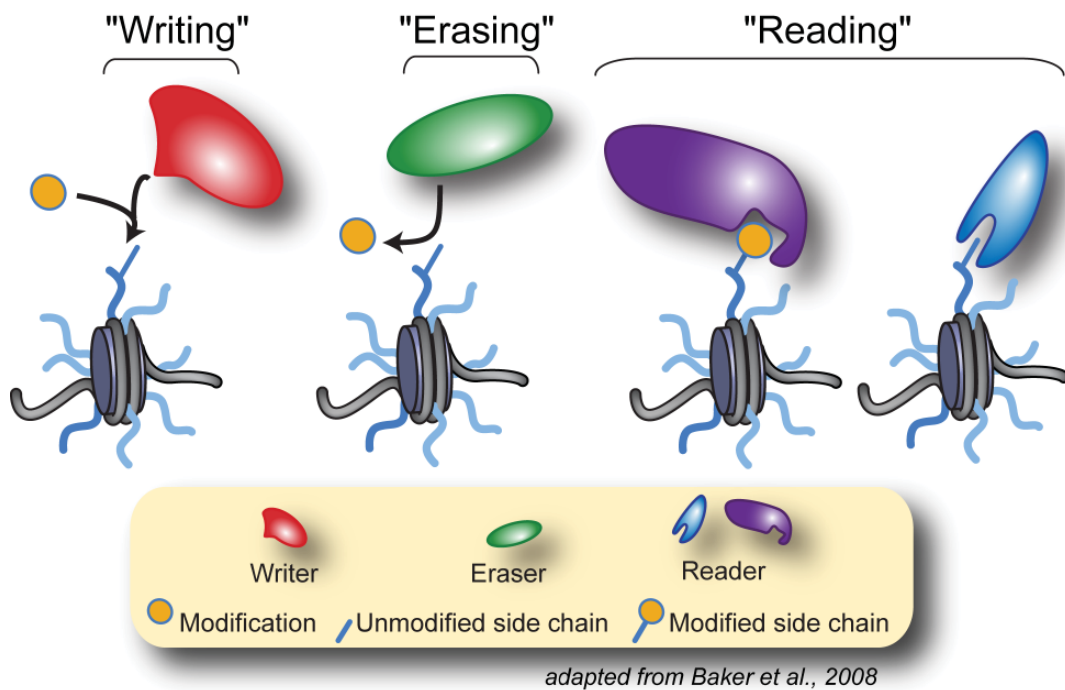 "Writing" "Erasing" "Reading"
Writer Eraser Reader
Modification Unmodified side chain Modified side chain
adapted from Baker et al., 2008